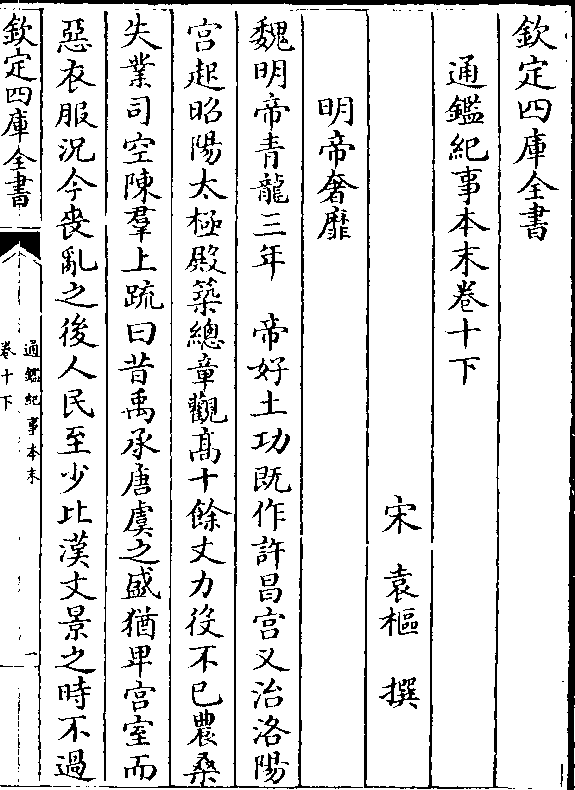 欽定四庫全書
通鑑紀事本末卷十下
宋 袁樞 撰
明帝奢靡
魏明帝青龍三年 帝好土功既作許昌宫又治洛陽
宫起昭陽太極殿築總章觀髙十餘丈力役不已農桑
失業司空陳羣上疏曰昔禹承唐虞之盛猶卑宫室而
惡衣服況今喪亂之後人民至少比漢文景之時不過
欽定四庫全書
通鑑紀事本末
卷十下
一